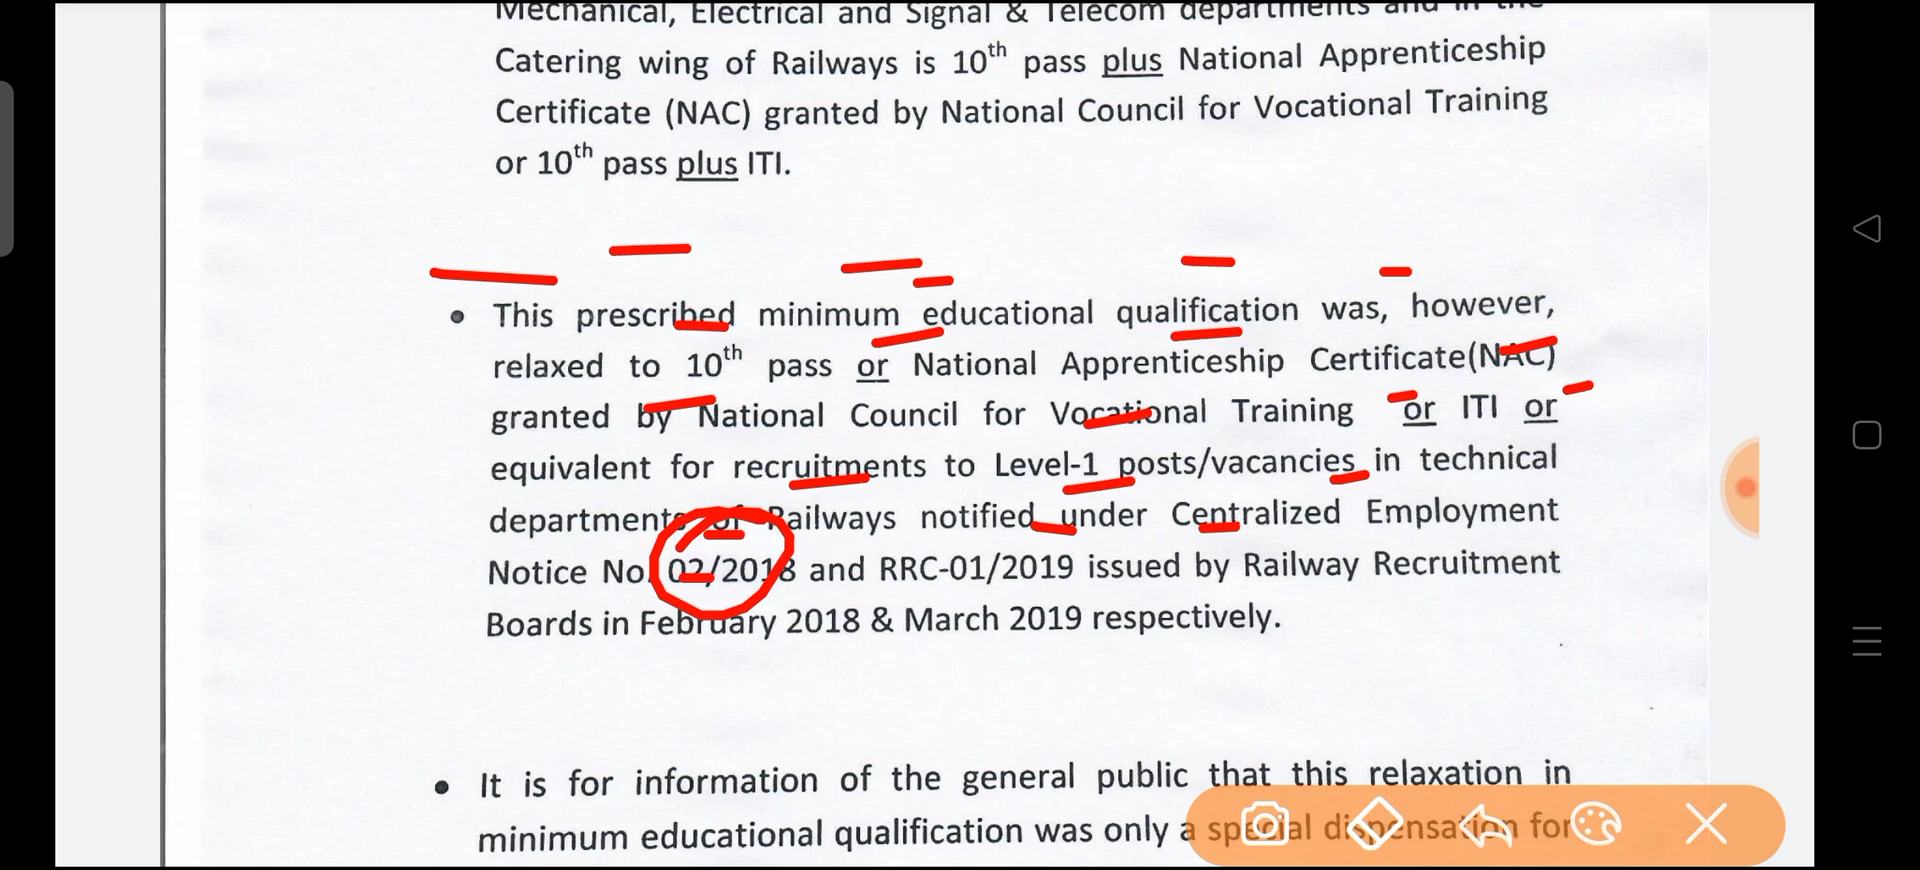 Mechanical, Electrical and Signal & Telecom departments and in the
Catering wing of Railways is 10th pass plus National Apprenticeship
Certificate (NAC) granted by National Council for Vocational Training
or 10th pass plus ITI.
• This prescribed minimum educational qualification was, however,
relaxed to 10th pass or National Apprenticeship Certificate(NAC)
granted by National Council for Vocational Training or ITI or
equivalent for recruitments to Level-1 posts/vacancies in technical
departments of Railways notified under Centralized Employment
Notice No. 02/2018 and RRC-01/2019 issued by Railway Recruitment
Boards in February 2018 & March 2019 respectively.
• It is for information of the general public that this relaxation in
minimum educational qualification was only a special dispensation for